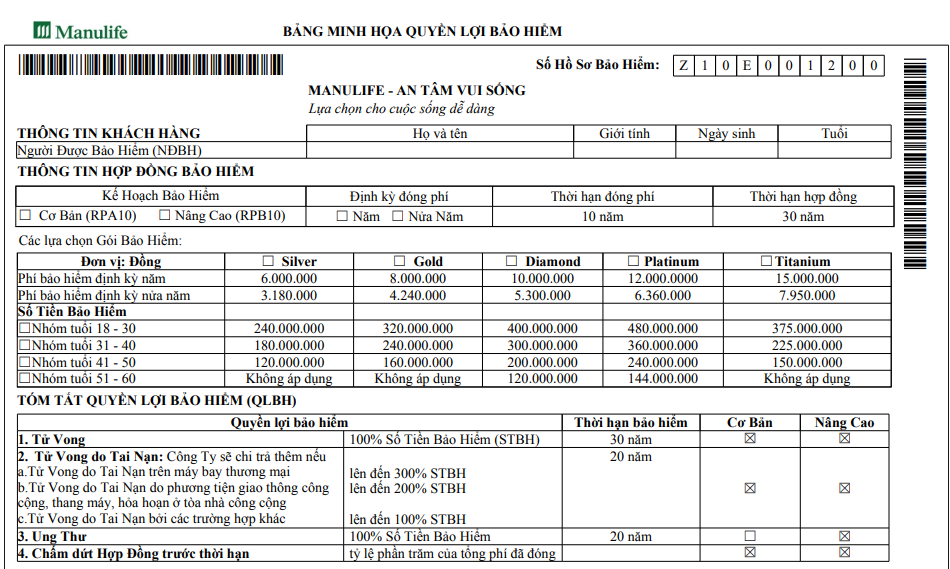 Manulife
BẢNG MINH HỌA QUYỀN LỢI BẢO HIỂM
Số Hồ Sơ Bảo Hiểm: Z 1 0 E 0 0 1 2 0 0
MANULIFE - AN TÂM VUI SỐNG
Lựa chọn cho cuộc sống dễ dàng
THÔNG TIN KHÁCH HÀNG Họ và tên Giới tính Ngày sinh Tuổi
Người Được Bảo Hiểm (NĐBH)
THÔNG TIN HỢP ĐỒNG BẢO HIỂM
Kế Hoạch Bảo Hiểm Định kỳ đóng phí Thời hạn đóng phí Thời hạn hợp đồng
☐ Cơ Bản (RPA10) ☐ Nâng Cao (RPB10) ☐ Năm ☐ Nửa Năm 10 năm 30 năm
Các lựa chọn Gói Bảo Hiểm:
Đơn vị: Đồng ☐ Silver ☐ Gold ☐ Diamond ☐ Platinum ☐ Titanium
Phí bảo hiểm định kỳ năm 6.000.000 8.000.000 10.000.000 12.000.0000 15.000.000
Phí bảo hiểm định kỳ nửa năm 3.180.000 4.240.000 5.300.000 6.360.000 7.950.000
Số Tiền Bảo Hiểm
☐Nhóm tuổi 18 - 30 240.000.000 320.000.000 400.000.000 480.000.000 375.000.000
☐Nhóm tuổi 31 - 40 180.000.000 240.000.000 300.000.000 360.000.000 225.000.000
☐Nhóm tuổi 41 - 50 120.000.000 160.000.000 200.000.000 240.000.000 150.000.000
☐Nhóm tuổi 51 - 60 Không áp dụng Không áp dụng 120.000.000 144.000.000 Không áp dụng
TÓM TẮT QUYỀN LỢI BẢO HIỂM (QLBH)
Quyền lợi bảo hiểm Thời hạn bảo hiểm Cơ Bản Nâng Cao
1. Tử Vong 100% Số Tiền Bảo Hiểm (STBH) 30 năm ☒ ☒
2. Tử Vong do Tai Nạn: Công Ty sẽ chi trả thêm nếu 20 năm
a.Tử Vong do Tai Nạn trên máy bay thương mại lên đến 300% STBH
b.Tử Vong do Tai Nạn do phương tiện giao thông công lên đến 200% STBH ☒ ☒
cộng, thang máy, hỏa hoạn ở tòa nhà công cộng
c.Tử Vong do Tai Nạn bởi các trường hợp khác lên đến 100% STBH
3. Ung Thư 100% Số Tiền Bảo Hiểm 20 năm ☐ ☒
4. Chấm dứt Hợp Đồng trước thời hạn tỷ lệ phần trăm của tổng phí đã đóng ☒ ☒